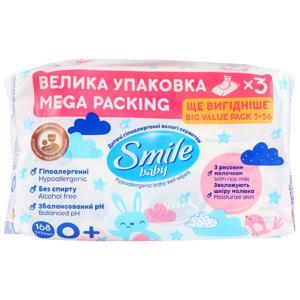 ВЕЛИКА УПАКОВКА
MEGA PACKING
×3
ЩЕ ВИГІДНІШЕ
BIG VALUE PACK 3×56
Дитячі гіпоалергенні вологі серветки
Smile
baby
Hypoallergenic baby wet wipes
Гіпоалергенні
Hypoallergenic
Без спирту
Alcohol free
Збалансований pH
Balanced pH
168
0+
З рисовим
молочком
With rice milk
Зволожують
шкіру малюка
Moisturize skin